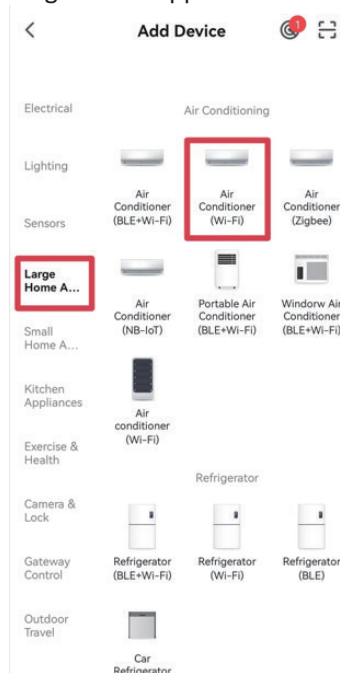 Add Device
1
Electrical
Lighting
Sensors
Large
Home A...
Small
Home A...
Kitchen
Appliances
Exercise &
Health
Camera &
Lock
Gateway
Control
Outdoor
Travel
Air Conditioning
Air
Conditioner
(BLE+Wi-Fi)
Air
Conditioner
(Wi-Fi)
Air
Conditioner
(Zigbee)
Air
Conditioner
(NB-IoT)
Portable Air
Conditioner
(BLE+Wi-Fi)
Windorw Air
Conditioner
(BLE+Wi-Fi)
Air
conditioner
(Wi-Fi)
Refrigerator
Refrigerator
(BLE+Wi-Fi)
Refrigerator
(Wi-Fi)
Refrigerator
(BLE)
Car
Refrigerator